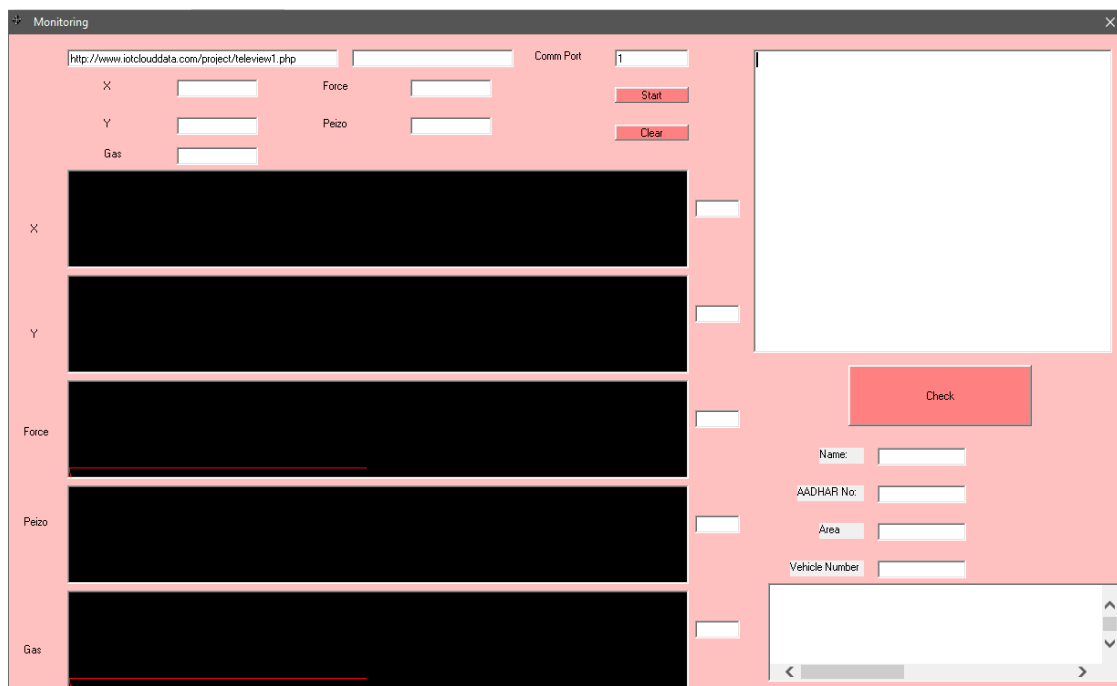 Monitoring
http://www.iotclouddata.com/project/teleview1.php
Comm Port
1
X
Force
Start
Y
Peizo
Clear
Gas
X
Y
Force
Peizo
Gas
Check
Name:
AADHAR No:
Area
Vehicle Number